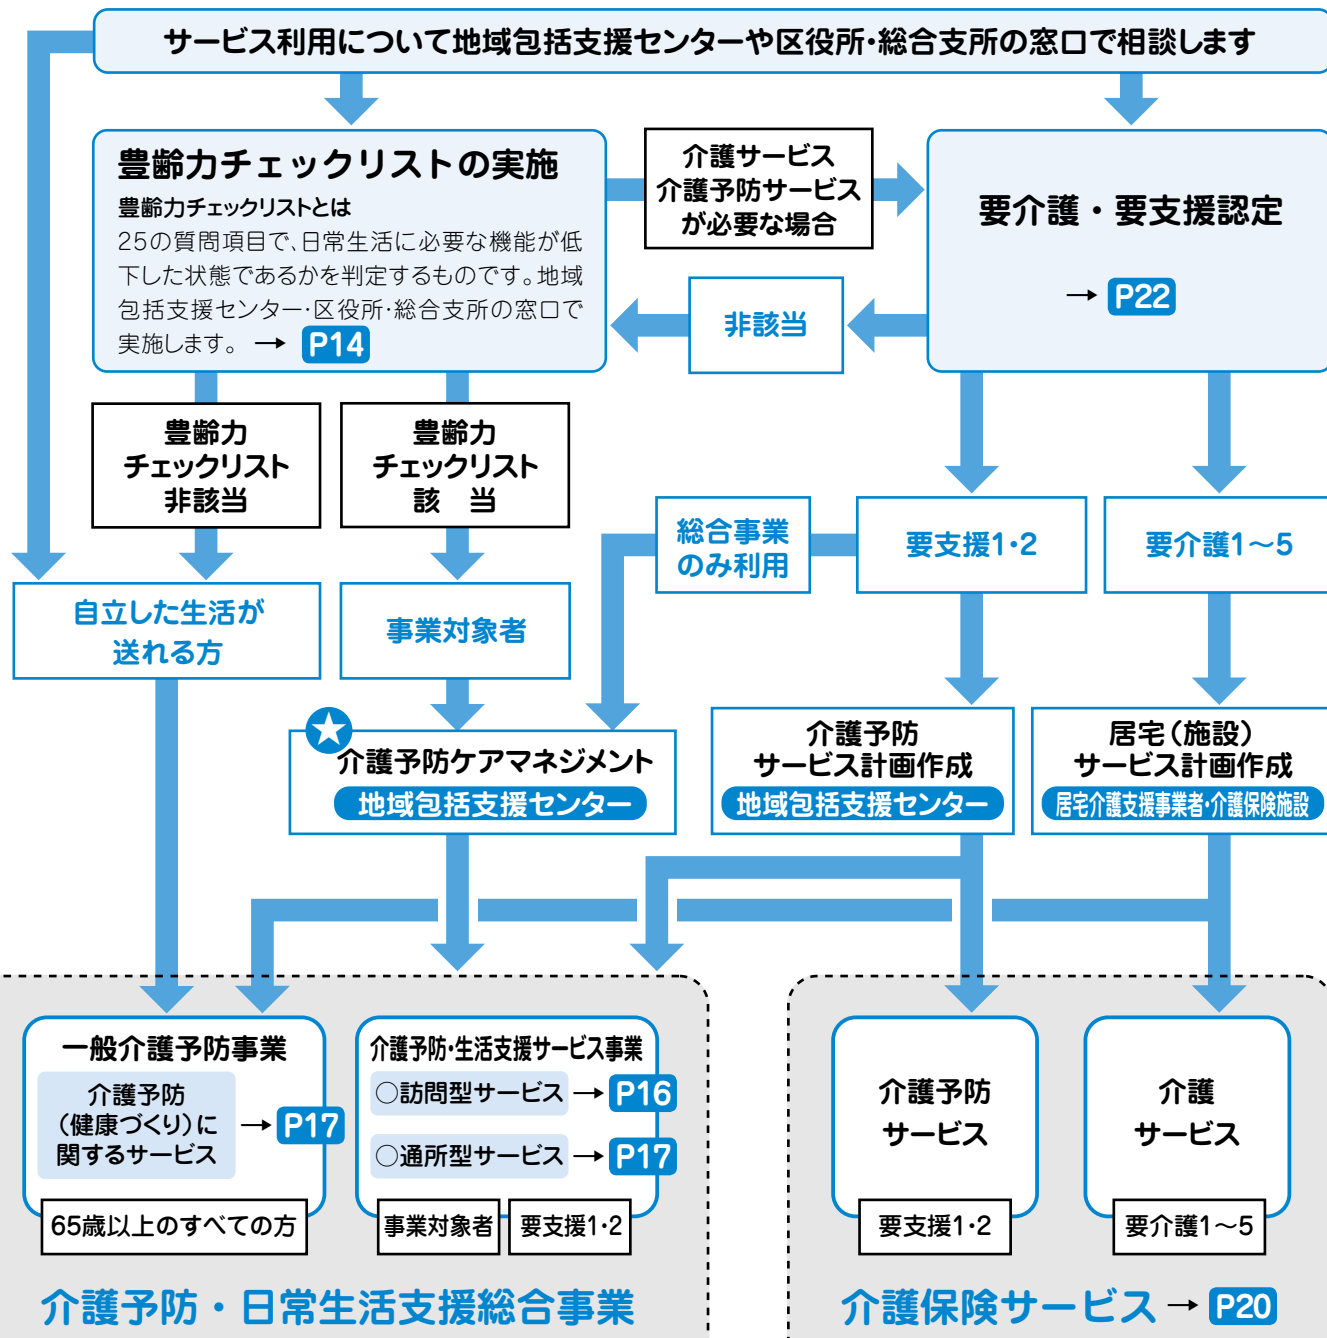 サービス利用について地域包括支援センターや区役所・総合支所の窓口で相談します
豊齢力チェックリストの実施
豊齢力チェックリストとは
25の質問項目で、日常生活に必要な機能が低
下した状態であるかを判定するものです。地域
包括支援センター・区役所・総合支所の窓口で
実施します。 → P14
介護サービス
介護予防サービス
が必要な場合
要介護・要支援認定
→ P22
非該当
豊齢力
チェックリスト
非該当
豊齢力
チェックリスト
該 当
総合事業
のみ利用
要支援1・2
要介護1〜5
自立した生活が
送れる方
事業対象者
介護予防ケアマネジメント
地域包括支援センター
介護予防
サービス計画作成
地域包括支援センター
居宅(施設)
サービス計画作成
居宅介護支援事業者・介護保険施設
一般介護予防事業
介護予防
(健康づくり)に
関するサービス
→ P17
65歳以上のすべての方
介護予防・生活支援サービス事業
○訪問型サービス → P16
○通所型サービス → P17
事業対象者
要支援1・2
介護予防
サービス
要支援1・2
介護
サービス
要介護1〜5
介護予防・日常生活支援総合事業
介護保険サービス → P20